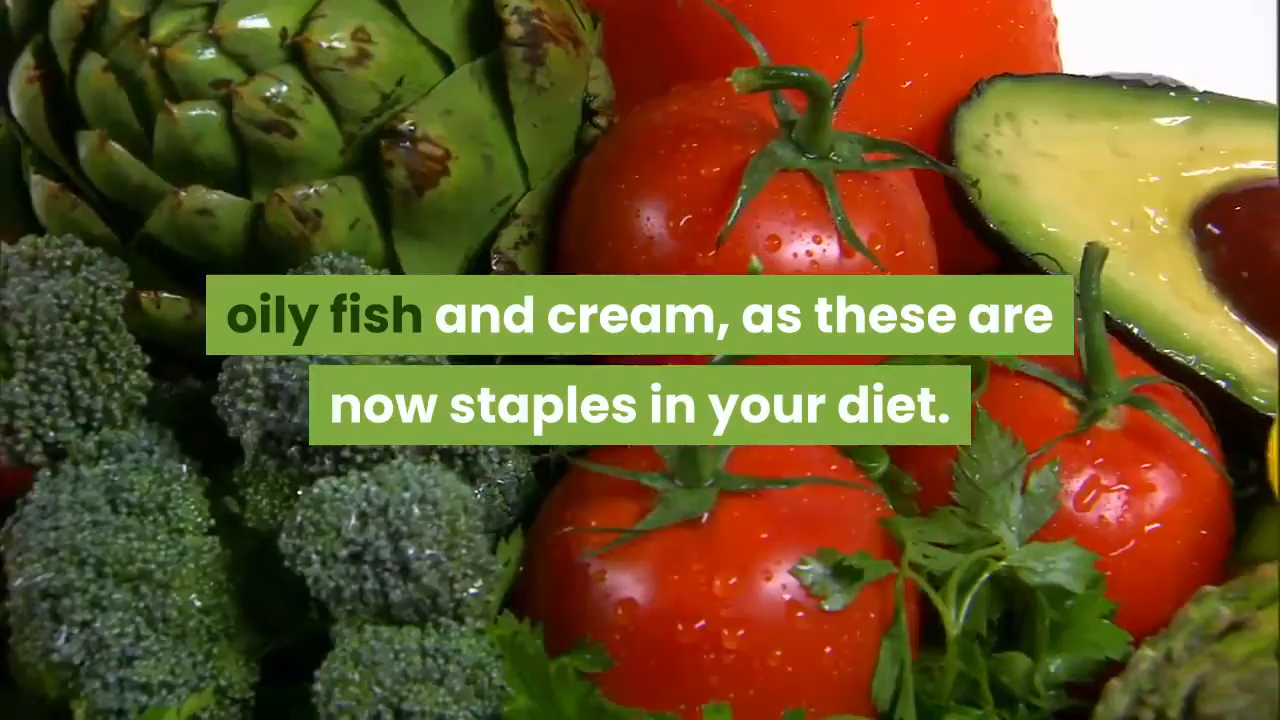 oily fish and cream, as these are
now staples in your diet.